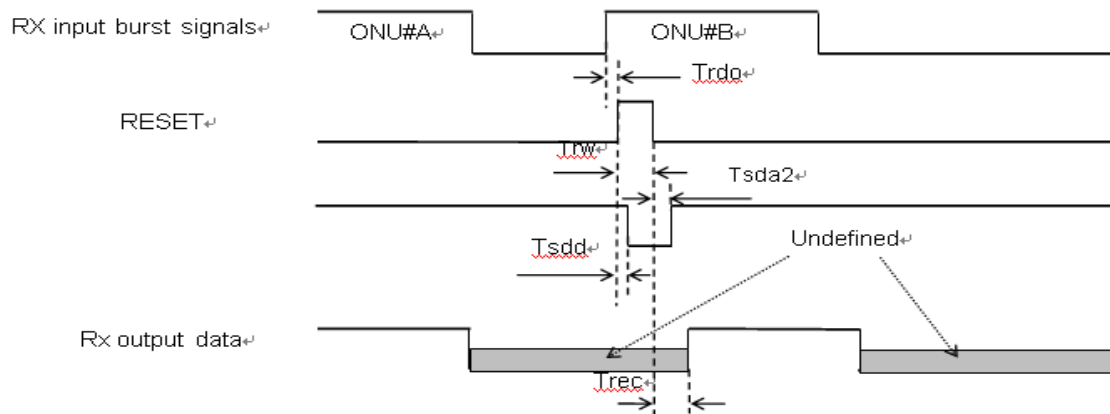 RX input burst signals↵
ONU#A↵
ONU#B↵
Trdo↵
RESET↵
Trw↵
Tsda2↵
Tsdd↵
Undefined↵
Rx output data↵
Trec↵